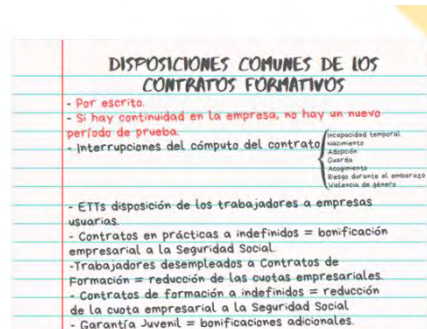 DISPOSICIONES COMUNES DE LOS
CONTRATOS FORMATIVOS
- Por escrito.
- Si hay continuidad en la empresa, no hay un nuevo
período de prueba.
- Interrupciones del cómputo del contrato
Incapacidad temporal
Nacimiento
Adopción
Guarda
Acogimiento
Riesgo durante el embarazo
Violencia de género
- ETTs disposición de los trabajadores a empresas
usuarias.
- Contratos en prácticas a indefinidos = bonificación
empresarial a la Seguridad Social.
-Trabajadores desempleados a Contratos de
Formación = reducción de las cuotas empresariales.
- Contratos de formación a indefinidos = reducción
de la cuota empresarial a la Seguridad Social
- Garantía Juvenil = bonificaciones adicionales.